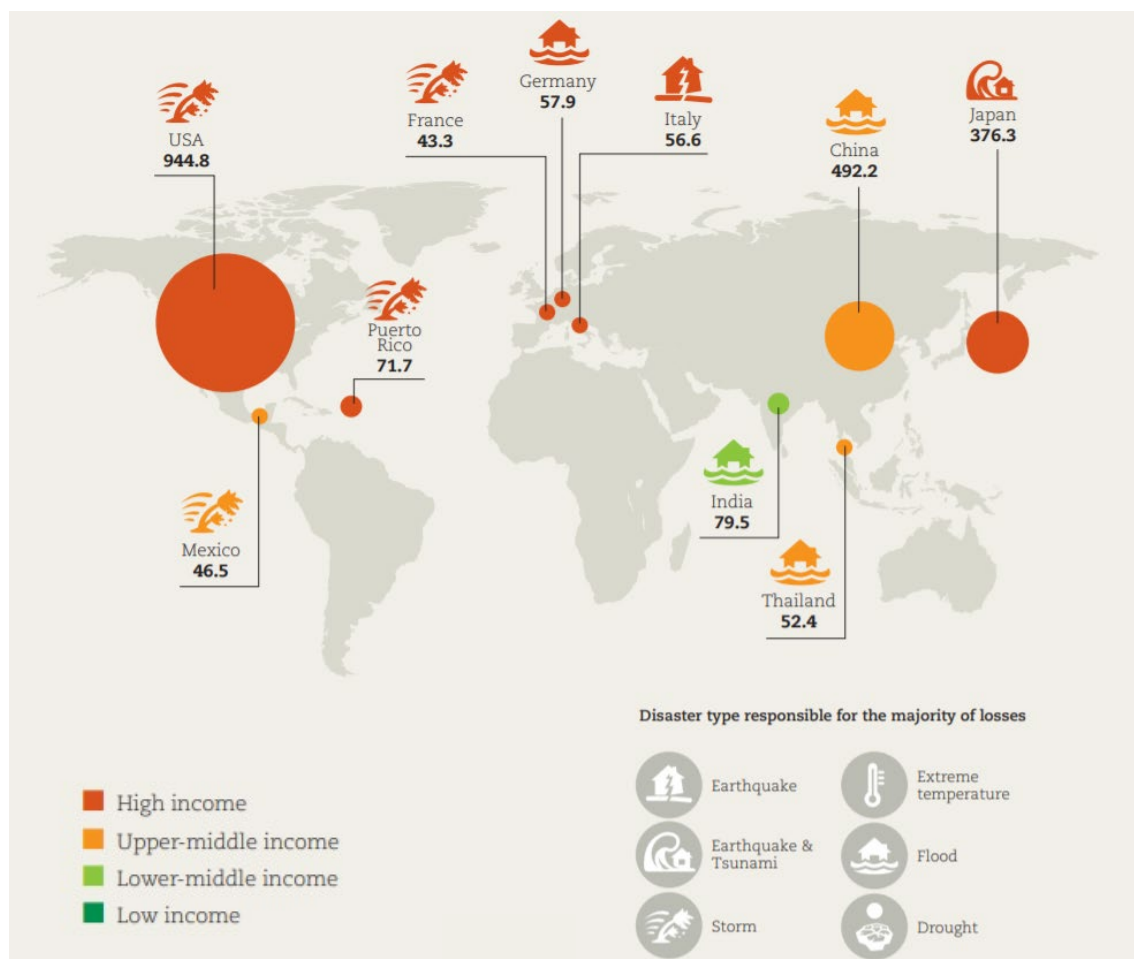 USA
944.8
France
43.3
Germany
57.9
Italy
56.6
China
492.2
Japan
376.3
Puerto
Rico
71.7
Mexico
46.5
India
79.5
Thailand
52.4
High income
Upper-middle income
Lower-middle income
Low income
Disaster type responsible for the majority of losses
Earthquake
Earthquake &
Tsunami
Storm
Extreme
temperature
Flood
Drought